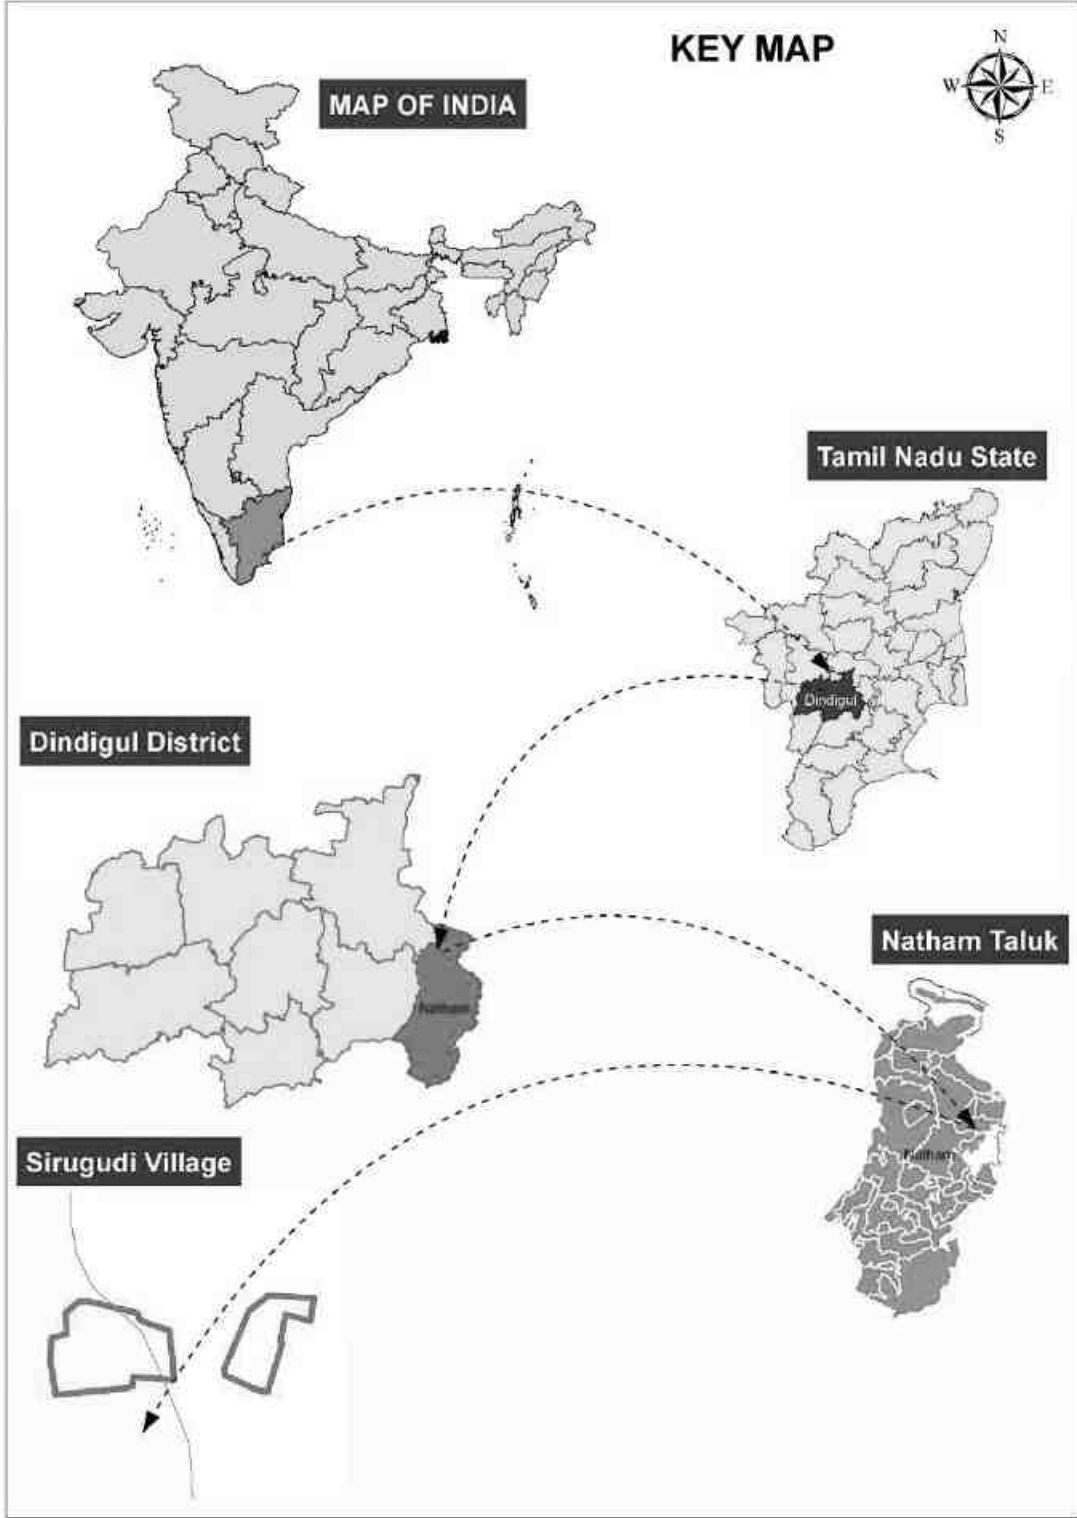 KEY MAP
N
W
E
S
MAP OF INDIA
Tamil Nadu State
Dindigul
Dindigul District
Natham
Natham Taluk
Natham
Sirugudi Village